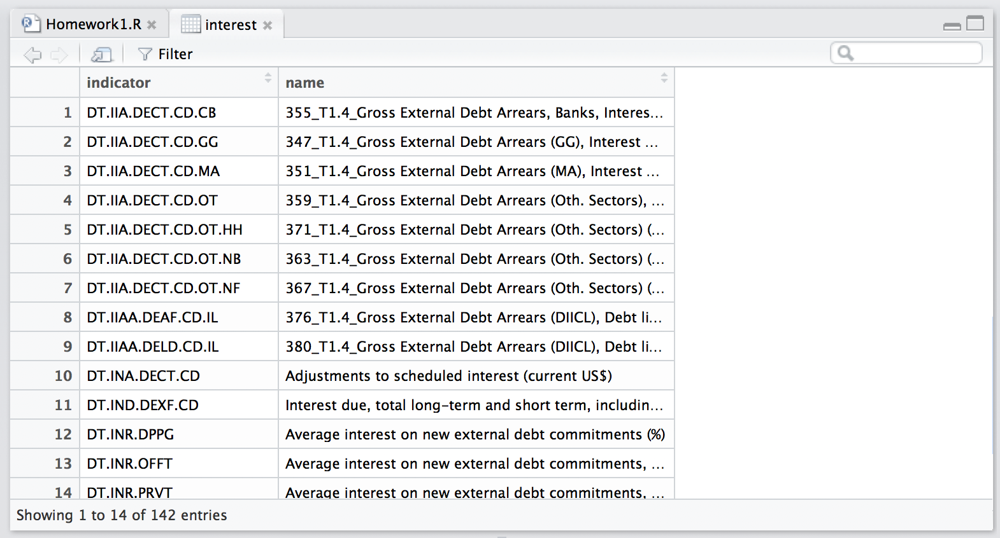 Homework1.R interest
Filter
indicator name
1 DT.IIA.DECT.CD.CB 355_T1.4_Gross External Debt Arrears, Banks, Interes...
2 DT.IIA.DECT.CD.GG 347_T1.4_Gross External Debt Arrears (GG), Interest ...
3 DT.IIA.DECT.CD.MA 351_T1.4_Gross External Debt Arrears (MA), Interest ...
4 DT.IIA.DECT.CD.OT 359_T1.4_Gross External Debt Arrears (Oth. Sectors), ...
5 DT.IIA.DECT.CD.OT.HH 371_T1.4_Gross External Debt Arrears (Oth. Sectors) (...
6 DT.IIA.DECT.CD.OT.NB 363_T1.4_Gross External Debt Arrears (Oth. Sectors) (...
7 DT.IIA.DECT.CD.OT.NF 367_T1.4_Gross External Debt Arrears (Oth. Sectors) (...
8 DT.IIAA.DEAF.CD.IL 376_T1.4_Gross External Debt Arrears (DIICL), Debt li...
9 DT.IIAA.DELD.CD.IL 380_T1.4_Gross External Debt Arrears (DIICL), Debt li...
10 DT.INA.DECT.CD Adjustments to scheduled interest (current US$)
11 DT.IND.DEXF.CD Interest due, total long-term and short term, includin...
12 DT.INR.DPPG Average interest on new external debt commitments (%)
13 DT.INR.OFFT Average interest on new external debt commitments, ...
14 DT.INR.PRVT Average interest on new external debt commitments, ...
Showing 1 to 14 of 142 entries